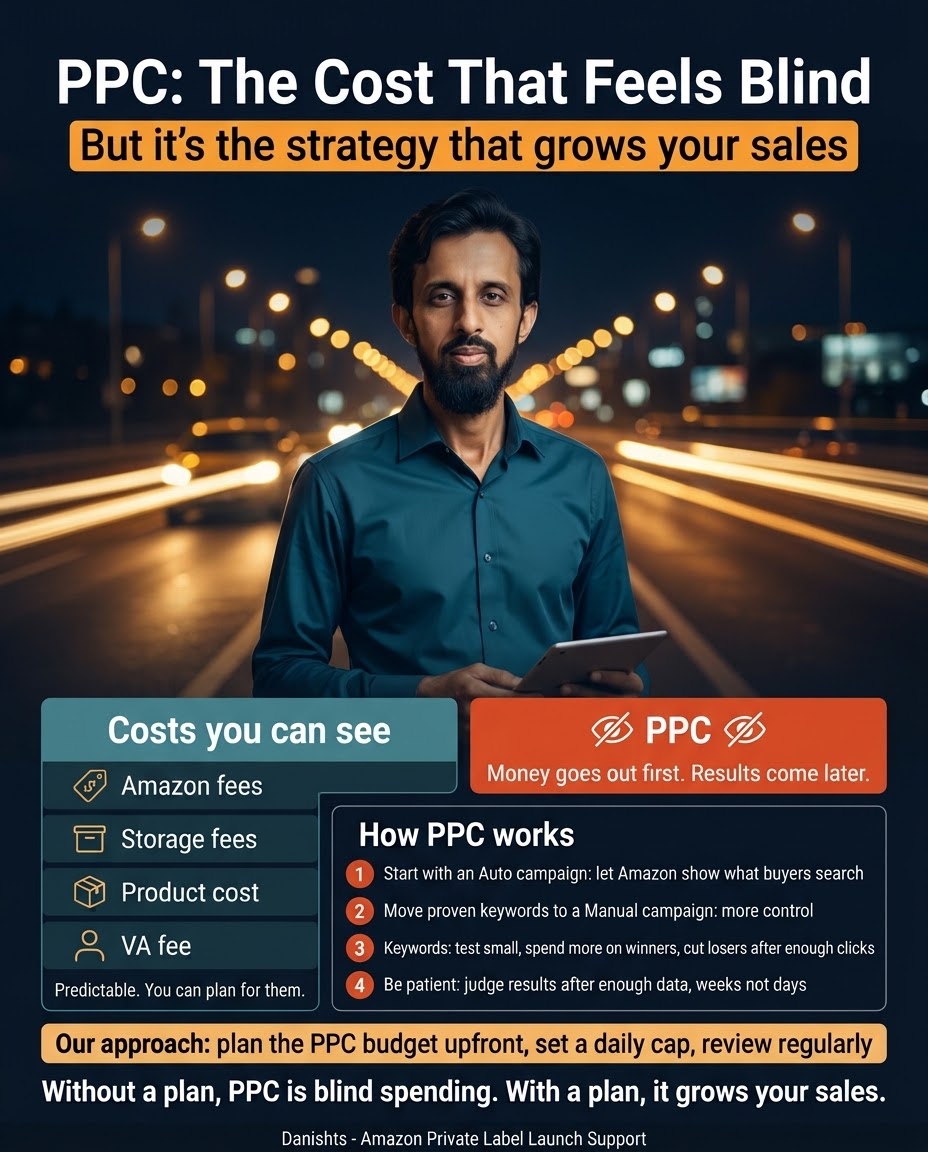 PPC: The Cost That Feels Blind
But it's the strategy that grows your sales
Costs you can see
Amazon fees
Storage fees
Product cost
VA fee
Predictable. You can plan for them.
PPC
Money goes out first. Results come later.
How PPC works
1 Start with an Auto campaign: let Amazon show what buyers search
2 Move proven keywords to a Manual campaign: more control
3 Keywords: test small, spend more on winners, cut losers after enough clicks
4 Be patient: judge results after enough data, weeks not days
Our approach: plan the PPC budget upfront, set a daily cap, review regularly
Without a plan, PPC is blind spending. With a plan, it grows your sales.
Danishts - Amazon Private Label Launch Support